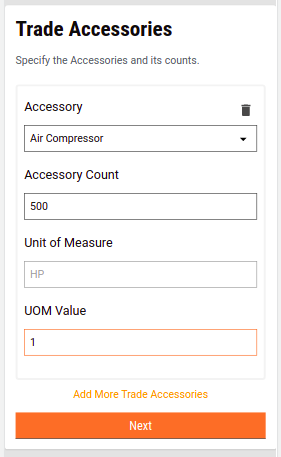 Trade Accessories
Specify the Accessories and its counts.
Accessory
Air Compressor
Accessory Count
500
Unit of Measure
HP
UOM Value
1
Add More Trade Accessories
Next